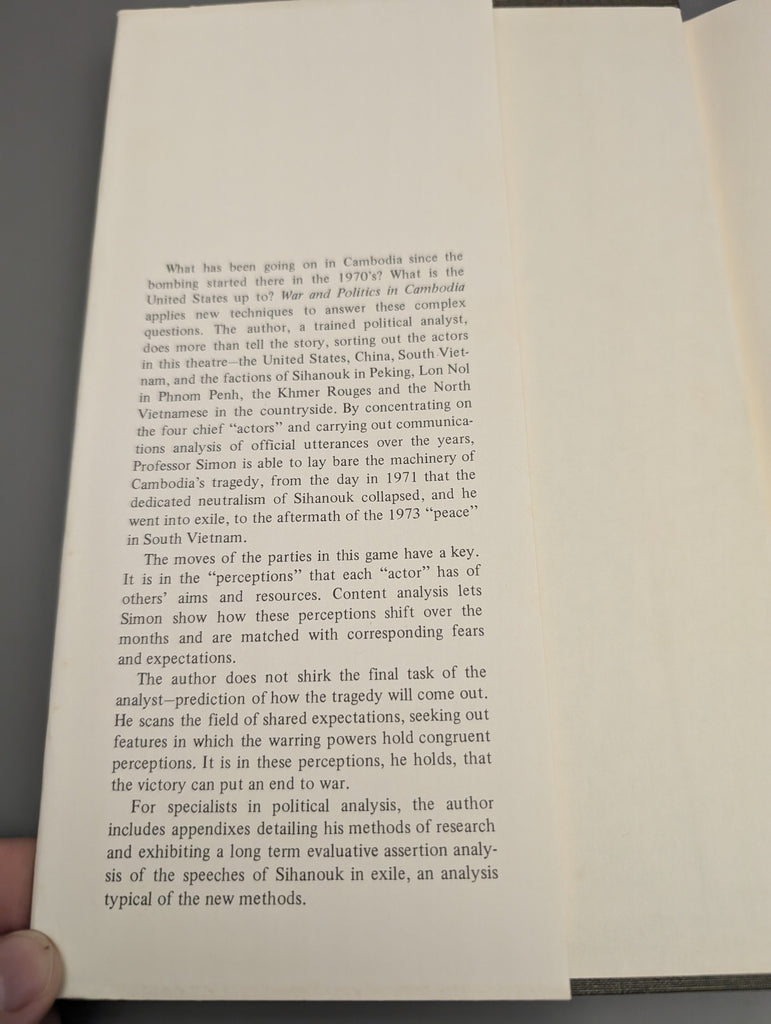 What has been going on in Cambodia since the
bombing started there in the 1970's? What is the
United States up to? War and Politics in Cambodia
applies new techniques to answer these complex
questions. The author, a trained political analyst,
does more than tell the story, sorting out the actors
in this theatre—the United States, China, South Viet-
nam, and the factions of Sihanouk in Peking, Lon Nol
in Phnom Penh, the Khmer Rouges and the North
Vietnamese in the countryside. By concentrating on
the four chief “actors” and carrying out communica-
tions analysis of official utterances over the years,
Professor Simon is able to lay bare the machinery of
Cambodia's tragedy, from the day in 1971 that the
dedicated neutralism of Sihanouk collapsed, and he
went into exile, to the aftermath of the 1973 “peace”
in South Vietnam.
The moves of the parties in this game have a key.
It is in the “perceptions” that each “actor” has of
others' aims and resources. Content analysis lets
Simon show how these perceptions shift over the
months and are matched with corresponding fears
and expectations.
The author does not shirk the final task of the
analyst—prediction of how the tragedy will come out.
He scans the field of shared expectations, seeking out
features in which the warring powers hold congruent
perceptions. It is in these perceptions, he holds, that
the victory can put an end to war.
For specialists in political analysis, the author
includes appendixes detailing his methods of research
and exhibiting a long term evaluative assertion analy-
sis of the speeches of Sihanouk in exile, an analysis
typical of the new methods.